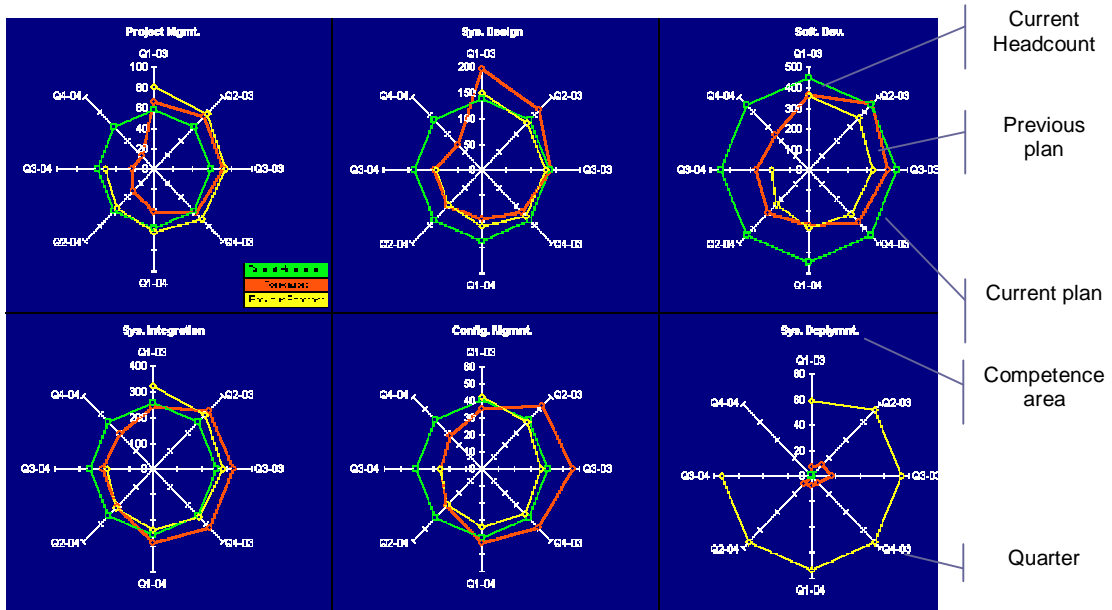 Project Mgmt.
Q1-03
100
80
60
40
20
0
Q2-03
Q3-03
Q4-03
Q1-04
Q2-04
Q3-04
Q4-04
Sys. Design
Q1-03
200
150
100
50
0
Q2-03
Q3-03
Q4-03
Q1-04
Q2-04
Q3-04
Q4-04
Soft. Dev.
Q1-03
500
400
300
200
100
0
Q2-03
Q3-03
Q4-03
Q1-04
Q2-04
Q3-04
Q4-04
Current
Headcount
Previous
plan
Current plan
Competence
area
Quarter
Sys. Integration
Q1-03
400
300
200
100
0
Q2-03
Q3-03
Q4-03
Q1-04
Q2-04
Q3-04
Q4-04
Config. Mgmnt.
Q1-03
60
50
40
30
20
10
0
Q2-03
Q3-03
Q4-03
Q1-04
Q2-04
Q3-04
Q4-04
Sys. Deplymnt.
Q1-03
80
60
40
20
0
Q2-03
Q3-03
Q4-03
Q1-04
Q2-04
Q3-04
Q4-04